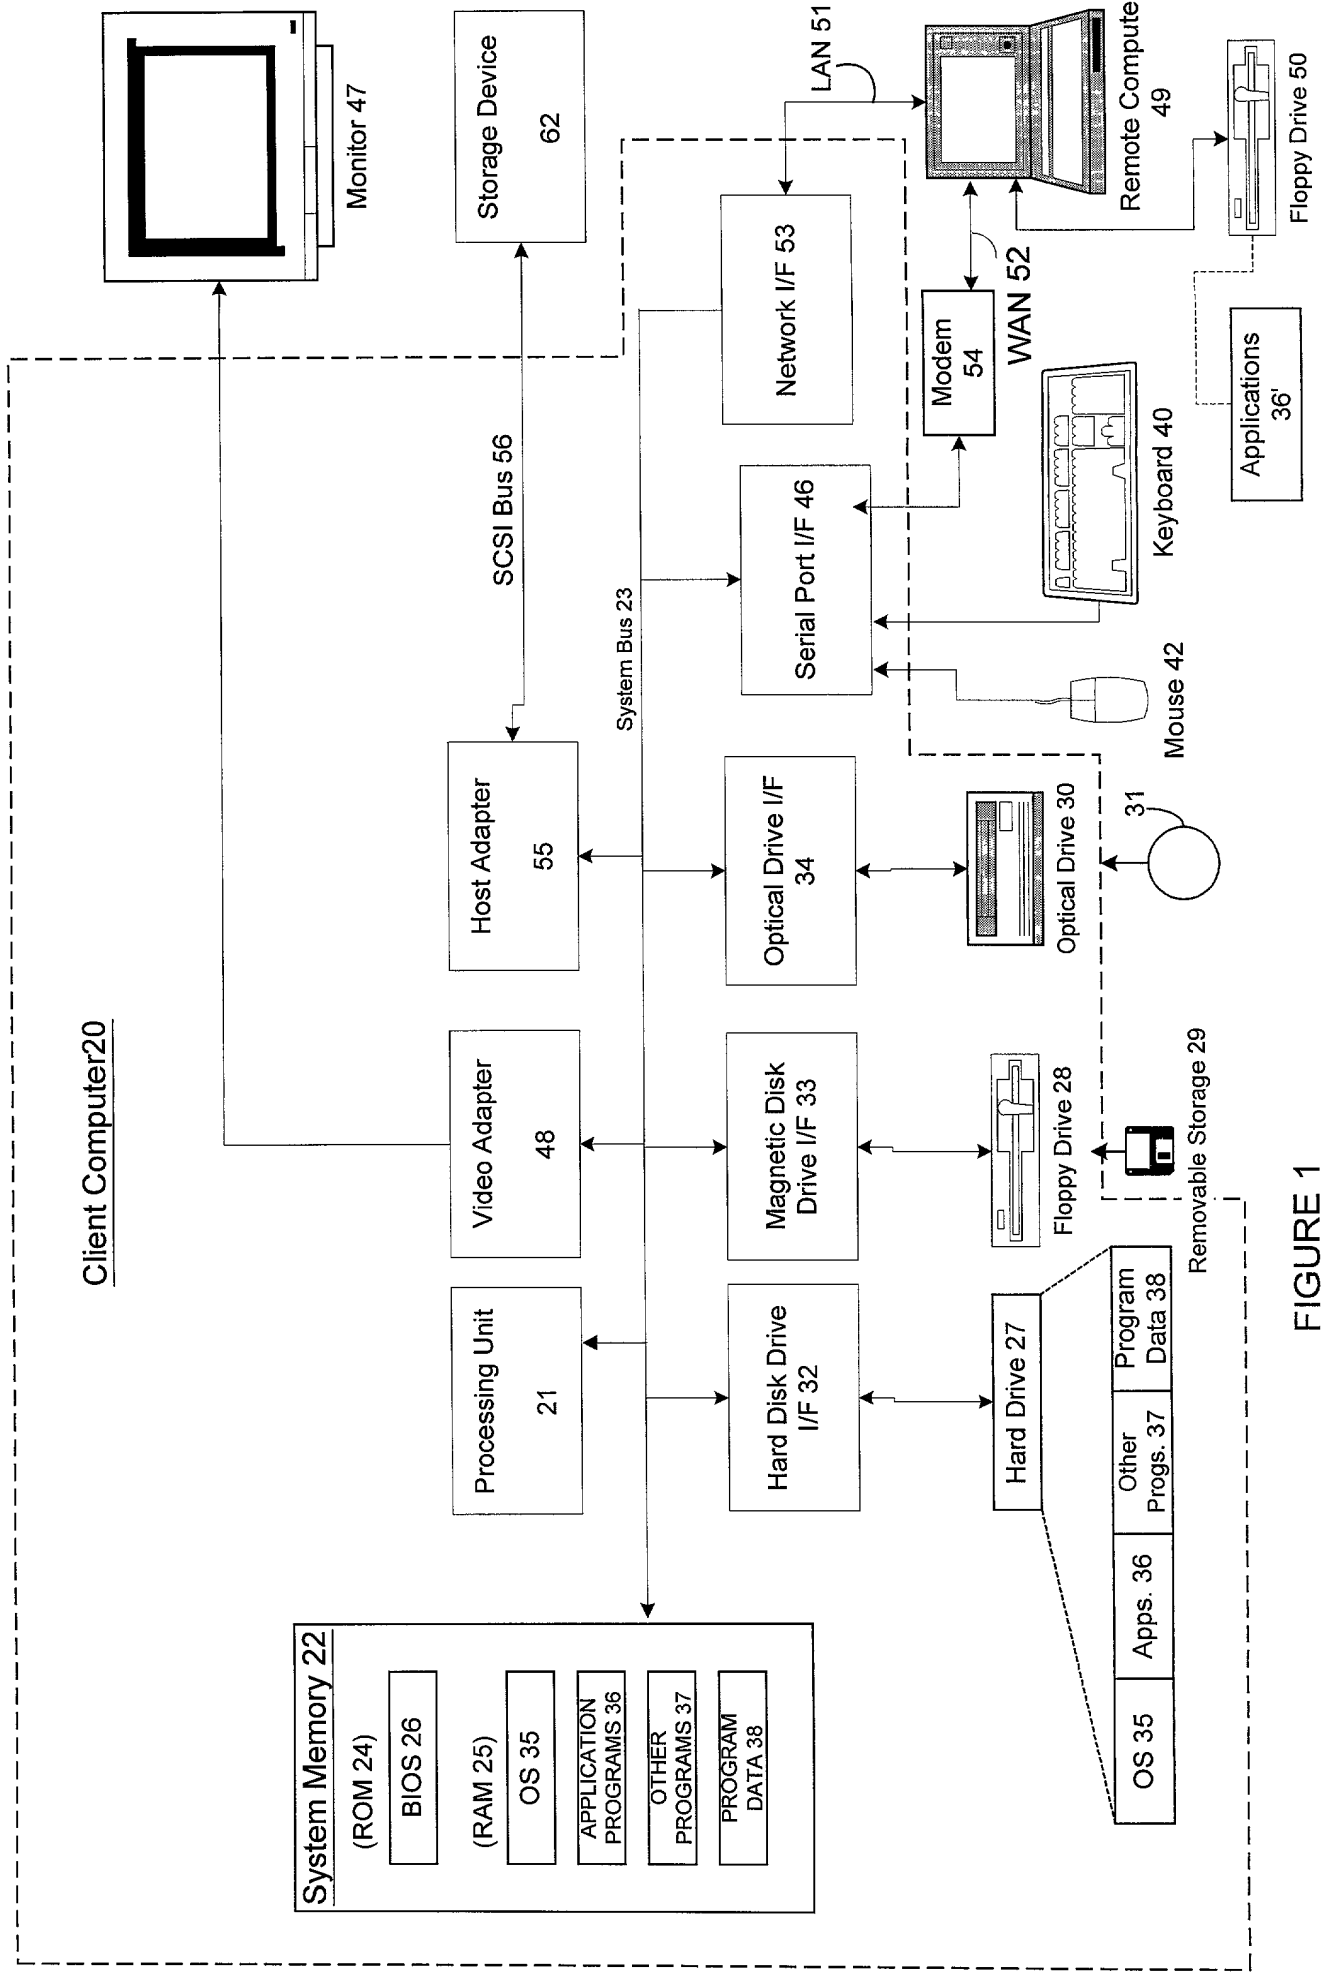 Client Computer20
Monitor 47
System Memory 22
(ROM 24)
BIOS 26
(RAM 25)
OS 35
APPLICATION
PROGRAMS 36
OTHER
PROGRAMS 37
PROGRAM
DATA 38
Processing Unit
21
Video Adapter
48
Host Adapter
55
SCSI Bus 56
Storage Device
62
System Bus 23
Hard Disk Drive
I/F 32
Magnetic Disk
Drive I/F 33
Optical Drive I/F
34
Serial Port I/F 46
Network I/F 53
LAN 51
Hard Drive 27
Floppy Drive 28
Optical Drive 30
Modem
54
WAN 52
Remote Compute
49
OS 35
Apps. 36
Other
Progs. 37
Program
Data 38
Removable Storage 29
31
Mouse 42
Keyboard 40
Applications
36'
Floppy Drive 50
FIGURE 1